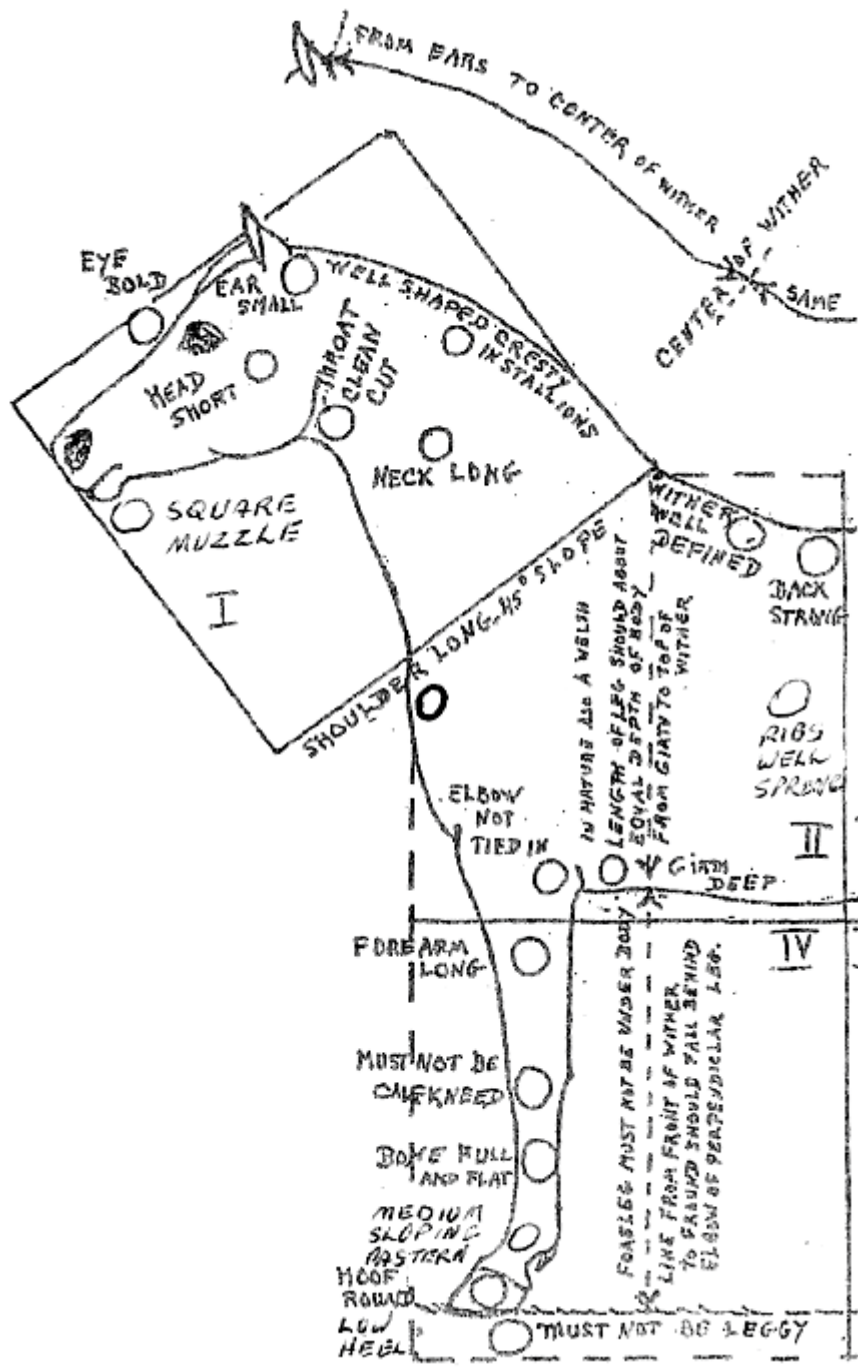 FROM EARS TO CENTER OF WITHER
CENTER OF WITHER
SAME
EYE
BOLD
EAR
SMALL
WELL SHAPED CRESTY
IN STALLIONS
HEAD
SHORT
THROAT
CLEAN
CUT
NECK LONG
SQUARE
MUZZLE
I
SHOULDER LONG 45° SLOPE
WITHER
WELL
DEFINED
BACK
STRONG
IN MATURE A WELSH
LENGTH OF LEG SHOULD ABOUT
EQUAL DEPTH OF BODY
FROM GIRTH TO TOP OF
WITHER
RIBS
WELL
SPRUNG
II
ELBOW
NOT
TIED IN
GIRTH
DEEP
IV
FOREARM
LONG
MUST NOT BE
CALFKNEED
BONE FULL
AND FLAT
MEDIUM
SLOPING
PASTERN
HOOF
ROUND
LOW
HEEL
FORELEG MUST NOT BE UNDER BODY
LINE FROM FRONT OF WITHER
TO GROUND SHOULD FALL BEHIND
ELBOW OF PERPENDICLAR LEG.
MUST NOT BE LEGGY